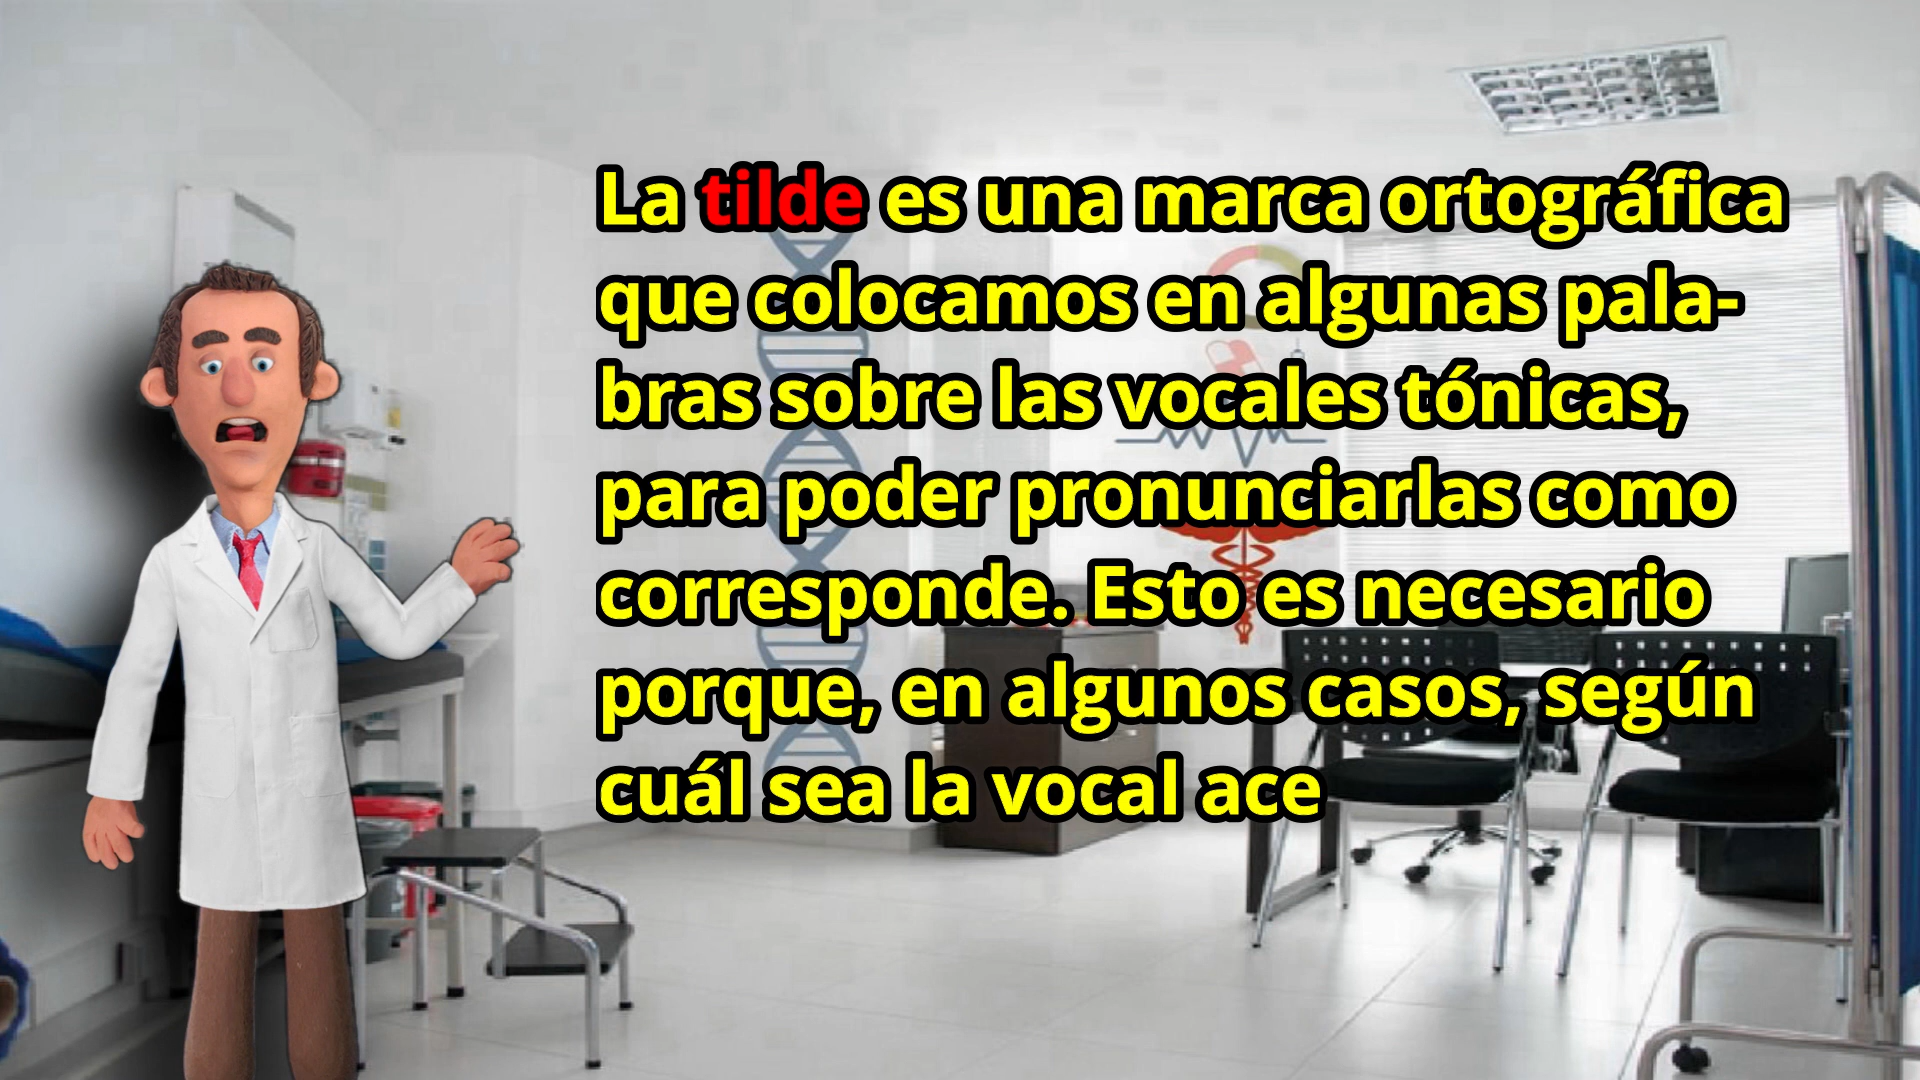 La tilde es una marca ortográfica
que colocamos en algunas pala-
bras sobre las vocales tónicas,
para poder pronunciarlas como
corresponde. Esto es necesario
porque, en algunos casos, según
cuál sea la vocal ace